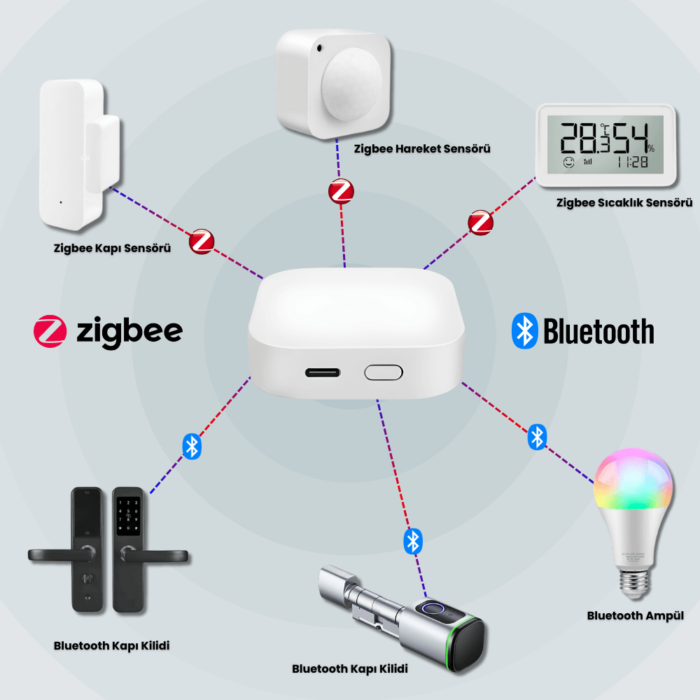 Zigbee Hareket Sensörü
28.3 °C 54 %
11:28
Zigbee Sıcaklık Sensörü
Zigbee Kapı Sensörü
zigbee
Bluetooth
Bluetooth Kapı Kilidi
Bluetooth Kapı Kilidi
Bluetooth Ampül